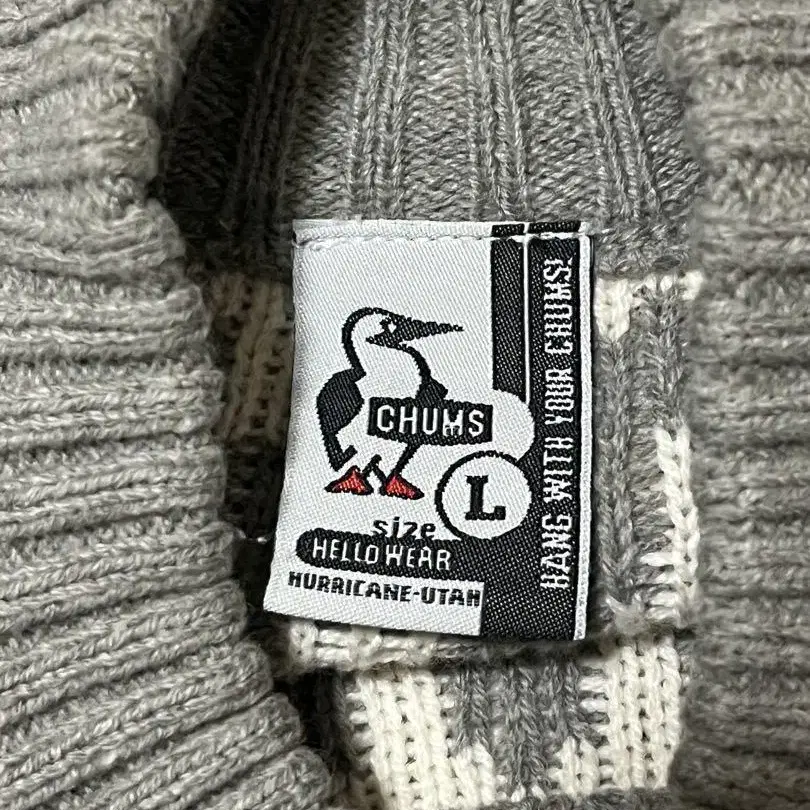 CHUMS
L
size
HELLO WEAR
HURRICANE-UTAH
HANG WITH YOUR CHUMS!